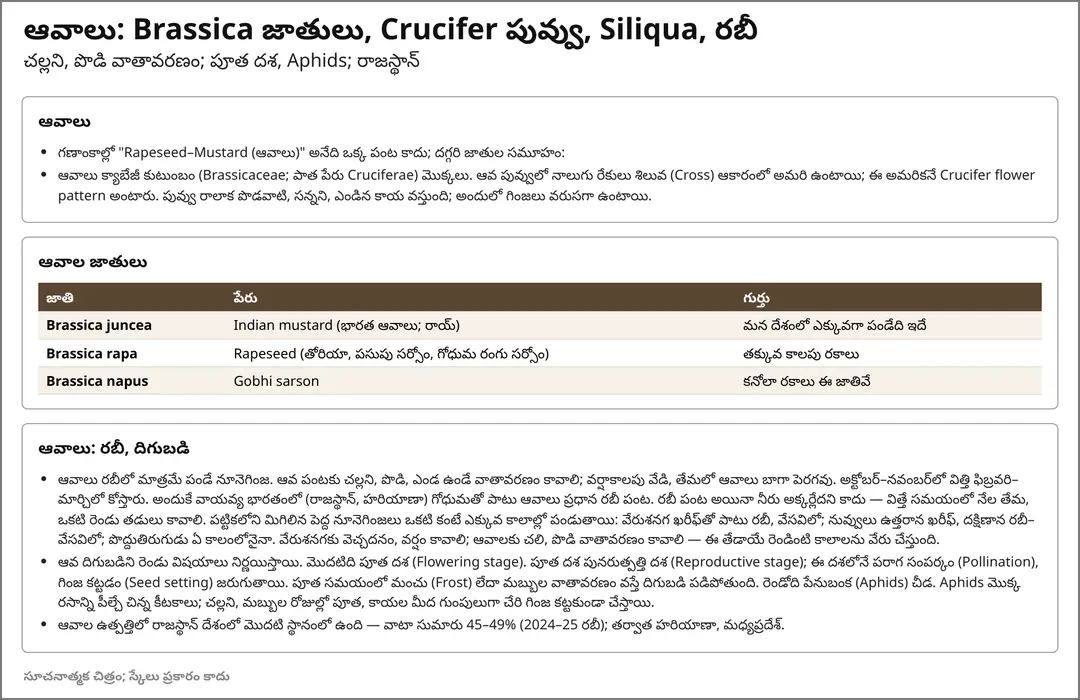 ఆవాలు: Brassica జాతులు, Crucifer పువ్వు, Siliqua, రబీ
చల్లని, పొడి వాతావరణం; పూత దశ, Aphids; రాజస్థాన్
ఆవాలు
• గణాంకాల్లో "Rapeseed–Mustard (ఆవాలు)" అనేది ఒక్క పంట కాదు; దగ్గరి జాతుల సమూహం:
• ఆవాలు క్యాబేజీ కుటుంబం (Brassicaceae; పాత పేరు Cruciferae) మొక్కలు. ఆవ పువ్వులో నాలుగు రేకులు శిలువ (Cross) ఆకారంలో అమరి ఉంటాయి; ఈ అమరికనే Crucifer flower
pattern అంటారు. పువ్వు రాలాక పొడవాటి, సన్నని, ఎండిన కాయ వస్తుంది; అందులో గింజలు వరుసగా ఉంటాయి.
ఆవాల జాతులు
జాతి పేరు గుర్తు
Brassica juncea Indian mustard (భారత ఆవాలు; రాయ్) మన దేశంలో ఎక్కువగా పండేది ఇదే
Brassica rapa Rapeseed (తోరియా, పసుపు సర్సోం, గోధుమ రంగు సర్సోం) తక్కువ కాలపు రకాలు
Brassica napus Gobhi sarson కనోలా రకాలు ఈ జాతివే
ఆవాలు: రబీ, దిగుబడి
• ఆవాలు రబీలో మాత్రమే పండే నూనెగింజ. ఆవ పంటకు చల్లని, పొడి, ఎండ ఉండే వాతావరణం కావాలి; వర్షాకాలపు వేడి, తేమలో ఆవాలు బాగా పెరగవు. అక్టోబర్–నవంబర్‌లో విత్తి ఫిబ్రవరి–
మార్చిలో కోస్తారు. అందుకే వాయవ్య భారతంలో (రాజస్థాన్, హరియాణా) గోధుమతో పాటు ఆవాలు ప్రధాన రబీ పంట. రబీ పంట అయినా నీరు అక్కర్లేదని కాదు — విత్తే సమయంలో నేల తేమ,
ఒకటి రెండు తడులు కావాలి. పట్టికలోని మిగిలిన పెద్ద నూనెగింజలు ఒకటి కంటే ఎక్కువ కాలాల్లో పండుతాయి: వేరుశనగ ఖరీఫ్‌తో పాటు రబీ, వేసవిలో; నువ్వులు ఉత్తరాన ఖరీఫ్, దక్షిణాన రబీ–
వేసవిలో; పొద్దుతిరుగుడు ఏ కాలంలోనైనా. వేరుశనగకు వెచ్చదనం, వర్షం కావాలి; ఆవాలకు చలి, పొడి వాతావరణం కావాలి — ఈ తేడాయే రెండింటి కాలాలను వేరు చేస్తుంది.
• ఆవ దిగుబడిని రెండు విషయాలు నిర్ణయిస్తాయి. మొదటిది పూత దశ (Flowering stage). పూత దశ పునరుత్పత్తి దశ (Reproductive stage); ఈ దశలోనే పరాగ సంపర్కం (Pollination),
గింజ కట్టడం (Seed setting) జరుగుతాయి. పూత సమయంలో మంచు (Frost) లేదా మబ్బుల వాతావరణం వస్తే దిగుబడి పడిపోతుంది. రెండోది పేనుబంక (Aphids) చీడ. Aphids మొక్క
రసాన్ని పీల్చే చిన్న కీటకాలు; చల్లని, మబ్బుల రోజుల్లో పూత, కాయల మీద గుంపులుగా చేరి గింజ కట్టకుండా చేస్తాయి.
• ఆవాల ఉత్పత్తిలో రాజస్థాన్ దేశంలో మొదటి స్థానంలో ఉంది — వాటా సుమారు 45–49% (2024–25 రబీ); తర్వాత హరియాణా, మధ్యప్రదేశ్.
సూచనాత్మక చిత్రం; స్కేలు ప్రకారం కాదు